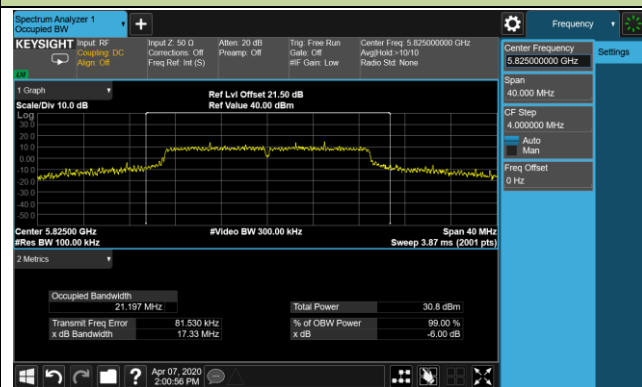 Spectrum Analyzer 1
Occupied BW
+
Frequency
KEYSIGHT
Input: RF
Coupling: DC
Align: Off
Input Z: 50 Ω
Corrections: Off
Freq Ref: Int (S)
Atten: 20 dB
Preamp: Off
Trig: Free Run
Gate: Off
#IF Gain: Low
Center Freq: 5.825000000 GHz
Avg|Hold:>10/10
Radio Std: None
Center Frequency
5.825000000 GHz
Settings
Span
40.000 MHz
CF Step
4.000000 MHz
Auto
Man
Freq Offset
0 Hz
1 Graph
Scale/Div 10.0 dB
Ref Lvl Offset 21.50 dB
Ref Value 40.00 dBm
Log
30.0
20.0
10.0
0.00
-10.0
-20.0
-30.0
-40.0
-50.0
Center 5.82500 GHz
#Res BW 100.00 kHz
#Video BW 300.00 kHz
Span 40 MHz
Sweep 3.87 ms (2001 pts)
2 Metrics
Occupied Bandwidth
21.197 MHz
Total Power 30.8 dBm
Transmit Freq Error 81.530 kHz
% of OBW Power 99.00 %
x dB Bandwidth 17.33 MHz
x dB -6.00 dB
?
Apr 07, 2020
2:00:56 PM